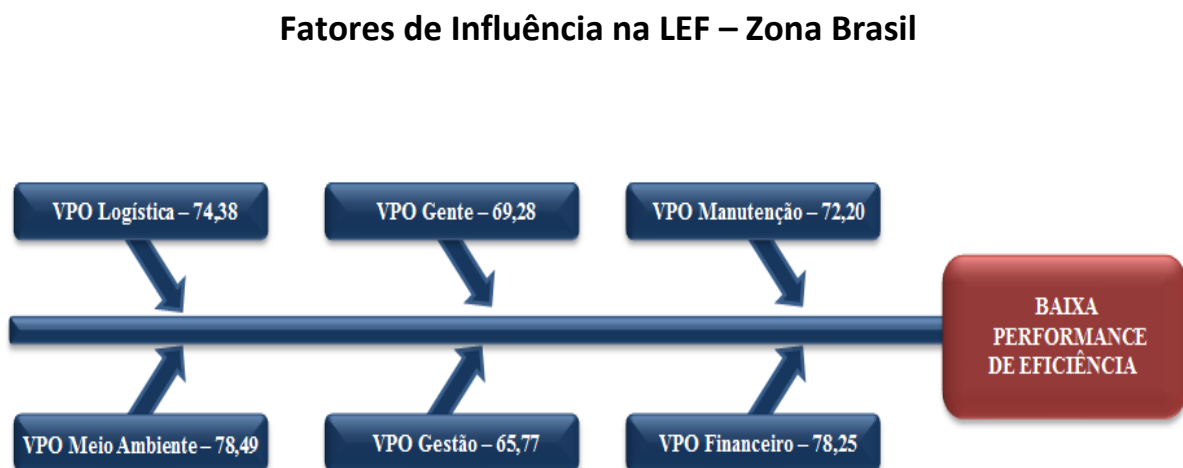 Fatores de Influência na LEF – Zona Brasil
VPO Logística – 74,38
VPO Gente – 69,28
VPO Manutenção – 72,20
BAIXA
PERFORMANCE
DE EFICIÊNCIA
VPO Meio Ambiente – 78,49
VPO Gestão – 65,77
VPO Financeiro – 78,25